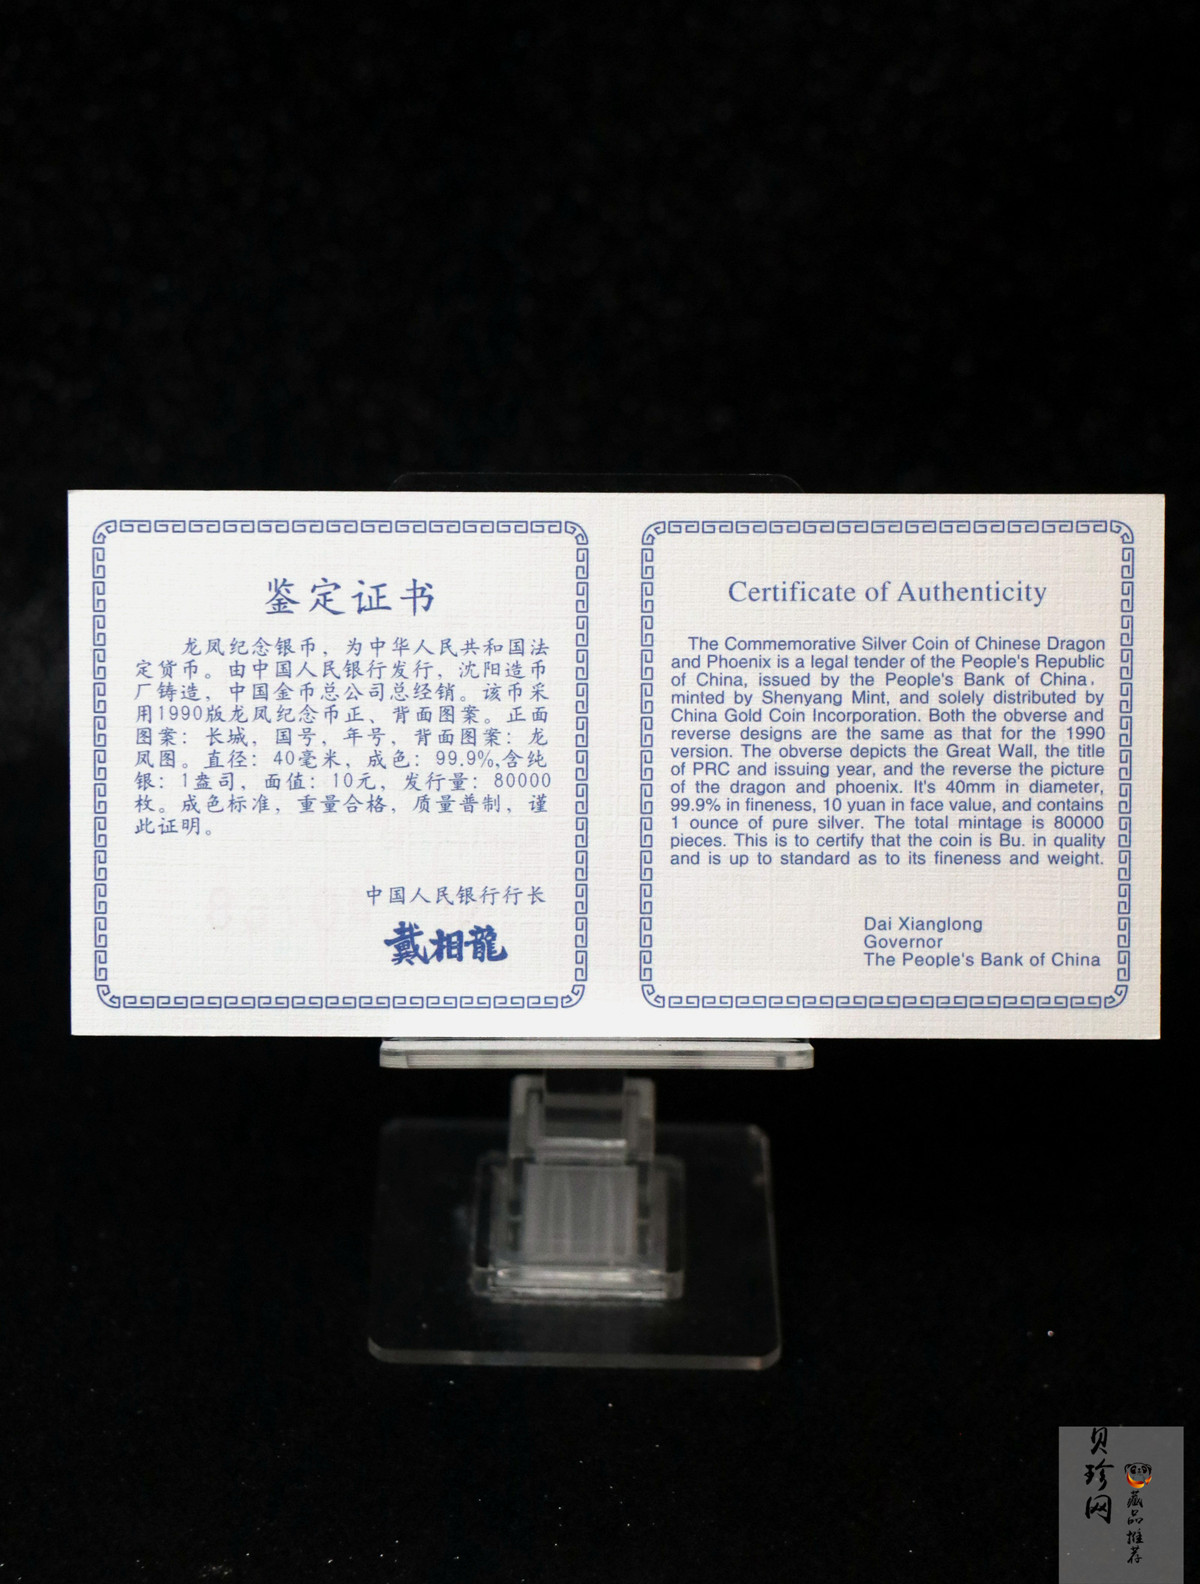 鉴定证书
龙凤纪念银币，为中华人民共和国法
定货币。由中国人民银行发行，沈阳造币
厂铸造，中国金币总公司总经销。该币采
用1990版龙凤纪念币正、背面图案。正面
图案：长城，国号，年号，背面图案：龙
凤图。直径：40毫米，成色：99.9%,含纯
银：1盎司，面值：10元，发行量：80000
枚。成色标准，重量合格，质量普制，谨
此证明。
中国人民银行行长
戴相龍
Certificate of Authenticity
The Commemorative Silver Coin of Chinese Dragon
and Phoenix is a legal tender of the People's Republic
of China, issued by the People's Bank of China,
minted by Shenyang Mint, and solely distributed by
China Gold Coin Incorporation. Both the obverse and
reverse designs are the same as that for the 1990
version. The obverse depicts the Great Wall, the title
of PRC and issuing year, and the reverse the picture
of the dragon and phoenix. It's 40mm in diameter,
99.9% in fineness, 10 yuan in face value, and contains
1 ounce of pure silver. The total mintage is 80000
pieces. This is to certify that the coin is Bu. in quality
and is up to standard as to its fineness and weight.
Dai Xianglong
Governor
The People's Bank of China
贝珍网
藏品推荐